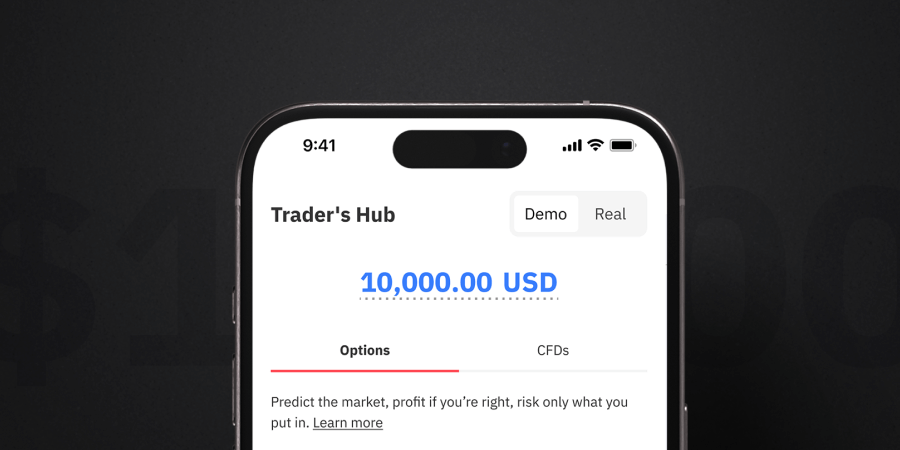 9:41
Trader's Hub
Demo
Real
10,000.00 USD
Options
CFDs
Predict the market, profit if you’re right, risk only what you
put in. Learn more